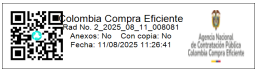 Colombia Compra Eficiente
Rad No. 2_2025_08_11_008081
Anexos: No Con copia: No
Fecha: 11/08/2025 11:26:41
Agencia Nacional
de Contratación Pública
Colombia Compra Eficiente